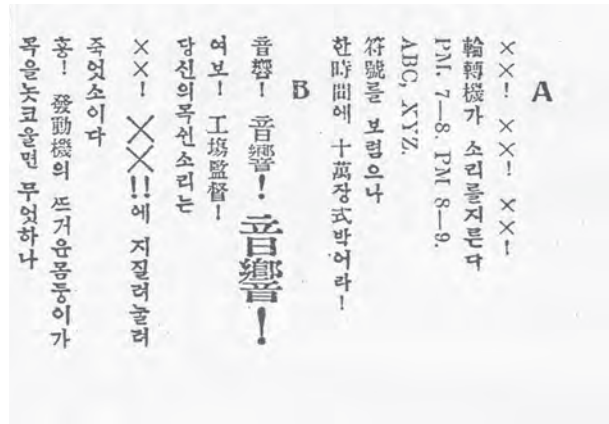 A
××! ××! ××!
輪轉機가 소리를지른다
PM. 7—8. PM 8—9.
ABC, XYZ.
符號를 보렴으나
한時間에 十萬장式박어라!
B
音響! 音響! 音響!
여보! 工場監督!
당신의목쉰소리는
××! ××!!에 지질려눌려
죽엇소이다
흥! 發動機의 뜨거운몸둥이가
목을놋코울면 무엇하나